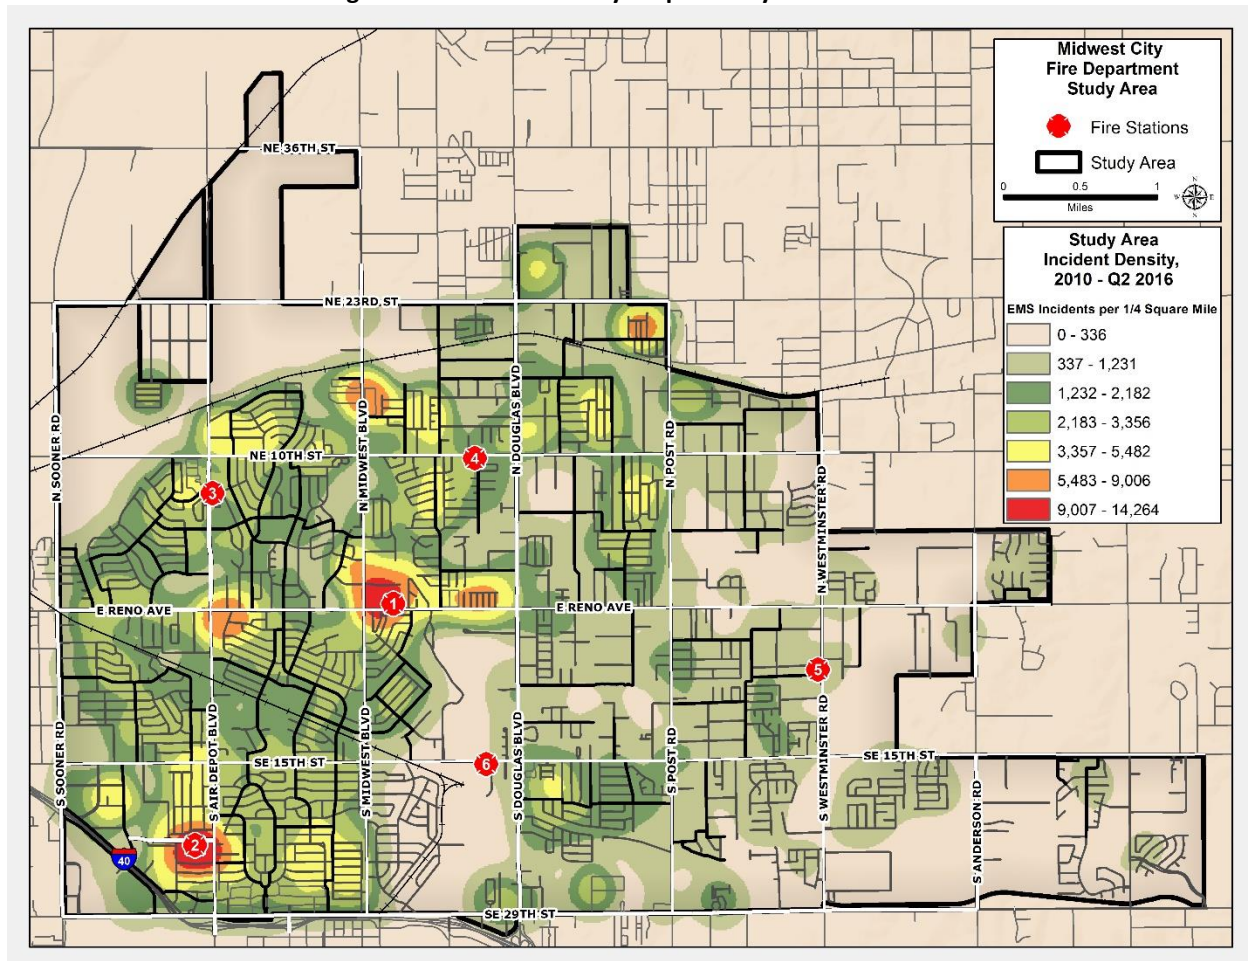 Midwest City
Fire Department
Study Area
Fire Stations
Study Area
0 0.5 1
Miles
N
W E
S
Study Area
Incident Density,
2010 - Q2 2016
EMS Incidents per 1/4 Square Mile
0 - 336
337 - 1,231
1,232 - 2,182
2,183 - 3,356
3,357 - 5,482
5,483 - 9,006
9,007 - 14,264
NE 36TH ST
NE 23RD ST
N SOONER RD
N MIDWEST BLVD
N DOUGLAS BLVD
N POST RD
N WESTMINSTER RD
NE 10TH ST
4
3
1
E RENO AVE
E RENO AVE
5
S SOONER RD
S AIR DEPOT BLVD
S MIDWEST BLVD
S DOUGLAS BLVD
S POST RD
S WESTMINSTER RD
S ANDERSON RD
SE 15TH ST
SE 15TH ST
6
2
40
SE 29TH ST